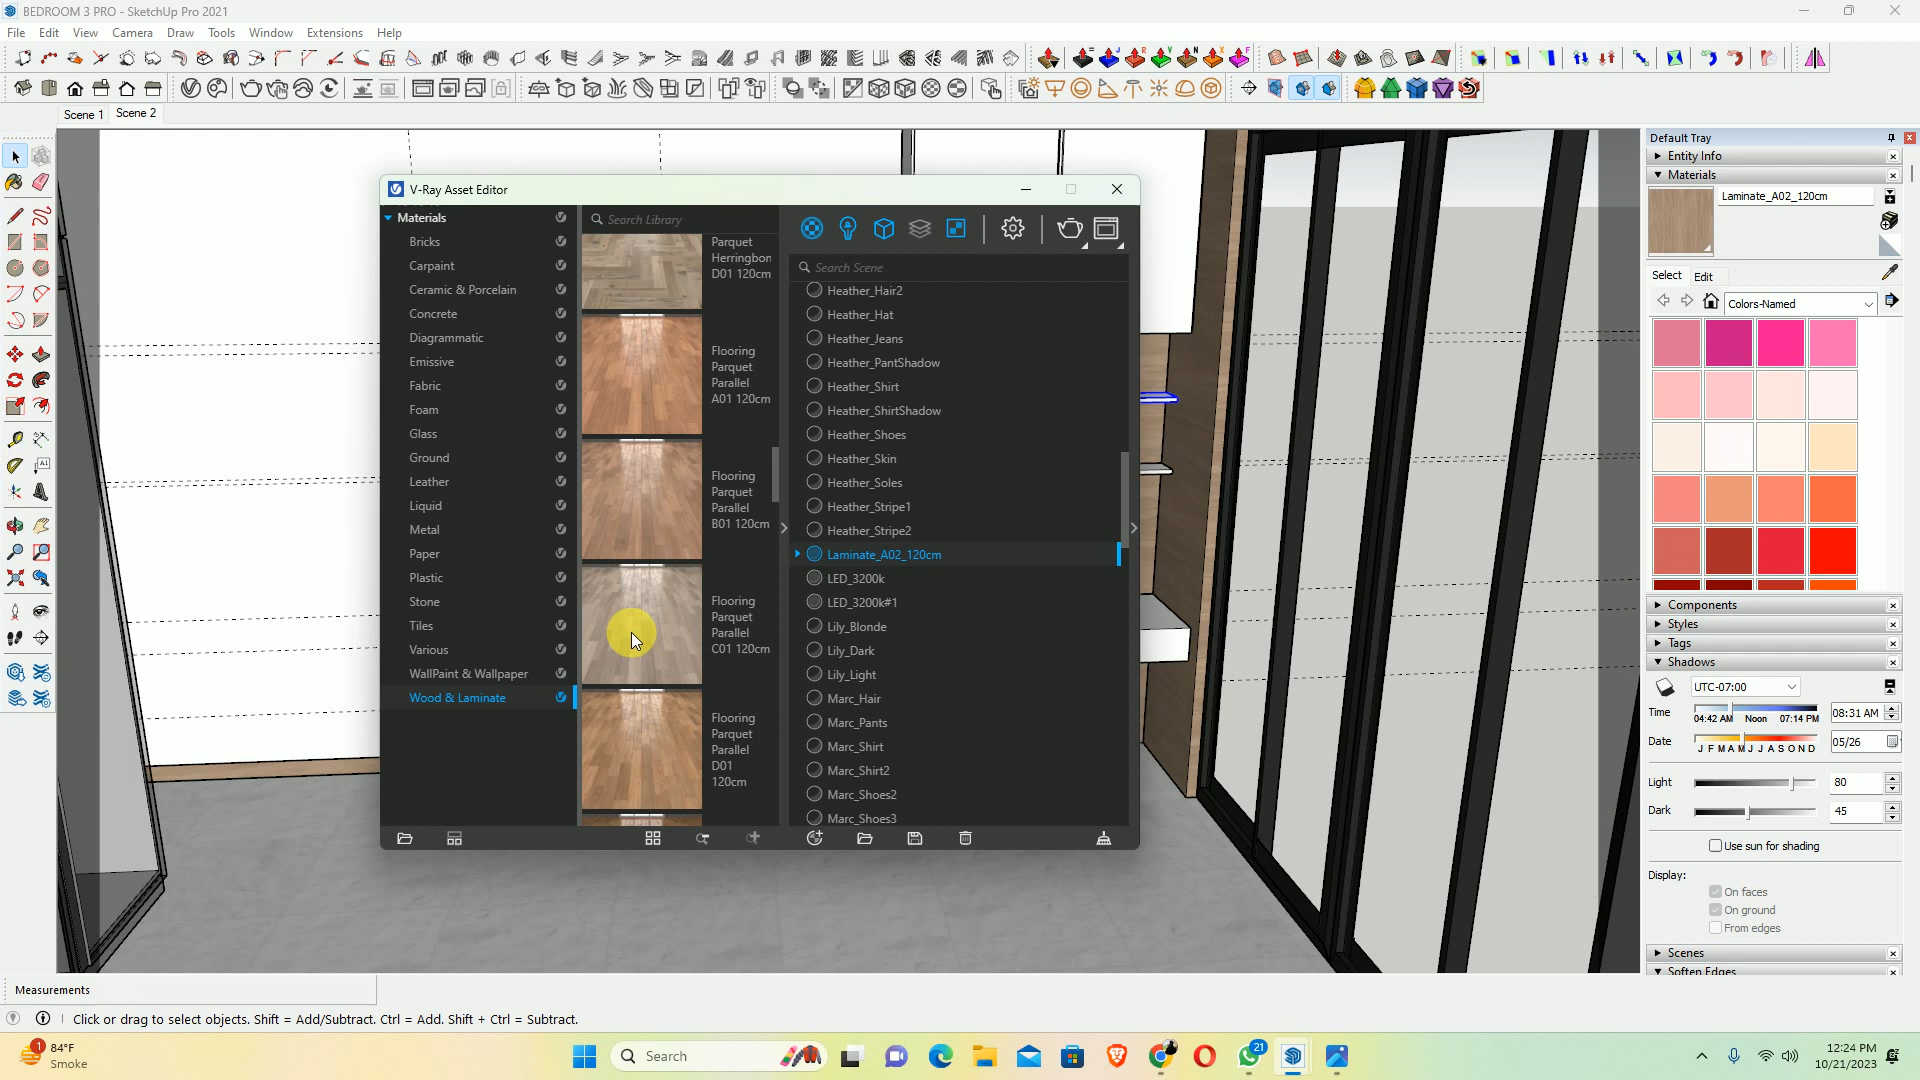 BEDROOM 3 PRO - SketchUp Pro 2021
File Edit View Camera Draw Tools Window Extensions Help
Scene 1 Scene 2
V-Ray Asset Editor
Materials
Bricks
Carpaint
Ceramic & Porcelain
Concrete
Diagrammatic
Emissive
Fabric
Foam
Glass
Ground
Leather
Liquid
Metal
Paper
Plastic
Stone
Tiles
Various
WallPaint & Wallpaper
Wood & Laminate
Search Library
Parquet
Herringbon
D01 120cm
Flooring
Parquet
Parallel
A01 120cm
Flooring
Parquet
Parallel
B01 120cm
Flooring
Parquet
Parallel
C01 120cm
Flooring
Parquet
Parallel
D01
120cm
Search Scene
Heather_Hair2
Heather_Hat
Heather_Jeans
Heather_PantShadow
Heather_Shirt
Heather_ShirtShadow
Heather_Shoes
Heather_Skin
Heather_Soles
Heather_Stripe1
Heather_Stripe2
Laminate_A02_120cm
LED_3200k
LED_3200k#1
Lily_Blonde
Lily_Dark
Lily_Light
Marc_Hair
Marc_Pants
Marc_Shirt
Marc_Shirt2
Marc_Shoes2
Marc_Shoes3
Default Tray
Entity Info
Materials
Laminate_A02_120cm
Select Edit
Colors-Named
Components
Styles
Tags
Shadows
UTC-07:00
Time 04:42 AM Noon 07:14 PM 08:31 AM
Date J F M A M J J A S O N D 05/26
Light 80
Dark 45
Use sun for shading
Display:
On faces
On ground
From edges
Scenes
Soften Edges
Measurements
Click or drag to select objects. Shift = Add/Subtract. Ctrl = Add. Shift + Ctrl = Subtract.
1
84°F
Smoke
Search
21
12:24 PM
10/21/2023